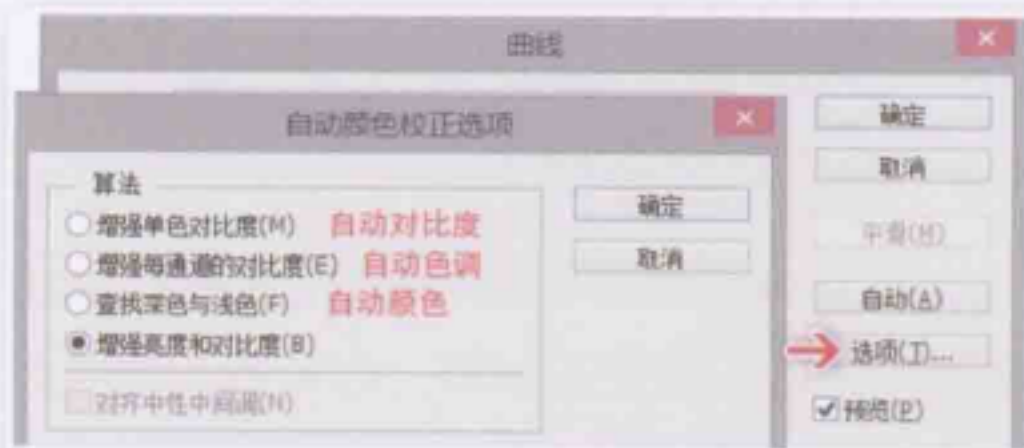 曲线
自动颜色校正选项
算法
增强单色对比度(M) 自动对比度
增强每通道的对比度(E) 自动色调
查找深色与浅色(F) 自动颜色
增强亮度和对比度(B)
对齐中性中间调(N)
确定
取消
确定
取消
平滑(M)
自动(A)
选项(T)...
预览(P)